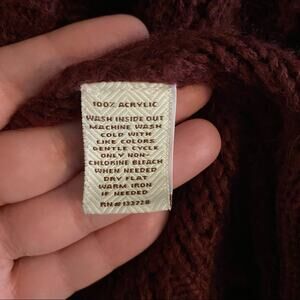 100% ACRYLIC
WASH INSIDE OUT
MACHINE WASH
COLD WITH
LIKE COLORS
GENTLE CYCLE
ONLY NON-
CHLORINE BLEACH
WHEN NEEDED
DRY FLAT
WARM IRON
IF NEEDED
RN# 133728